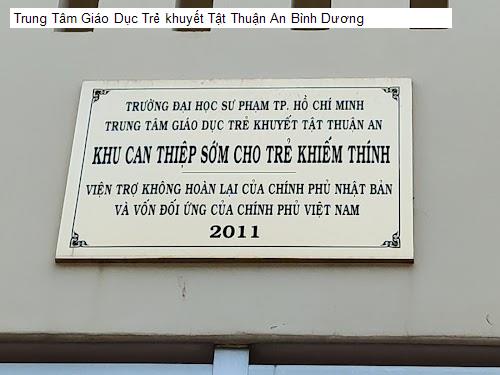 Trung Tâm Giáo Dục Trẻ khuyết Tật Thuận An Bình Dương
TRƯỜNG ĐẠI HỌC SƯ PHẠM TP. HỒ CHÍ MINH
TRUNG TÂM GIÁO DỤC TRẺ KHUYẾT TẬT THUẬN AN
KHU CAN THIỆP SỚM CHO TRẺ KHIẾM THÍNH
VIỆN TRỢ KHÔNG HOÀN LẠI CỦA CHÍNH PHỦ NHẬT BẢN
VÀ VỐN ĐỐI ỨNG CỦA CHÍNH PHỦ VIỆT NAM
2011